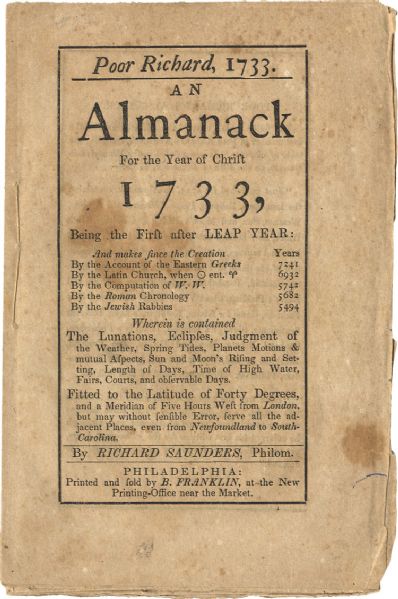 Poor Richard, 1733.
AN
Almanack
For the Year of Chriſt
1733,
Being the Firſt after LEAP YEAR:
And makes ſince the Creation Years
By the Account of the Eastern Greeks 7241
By the Latin Church, when ☉ ent. ♈ 6932
By the Computation of W. W. 5742
By the Roman Chronology 5682
By the Jewish Rabbies 5494
Wherein is contained
The Lunations, Eclipſes, Judgment of
the Weather, Spring Tides, Planets Motions &
mutual Aſpects, Sun and Moon's Riſing and Set-
ting, Length of Days, Time of High Water,
Fairs, Courts, and obſervable Days.
Fitted to the Latitude of Forty Degrees,
and a Meridian of Five Hours Weſt from London,
but may without ſenſible Error, ſerve all the ad-
jacent Places, even from Newfoundland to South-
Carolina.
By RICHARD SAUNDERS, Philom.
PHILADELPHIA:
Printed and ſold by B. FRANKLIN, at the New
Printing-Office near the Market.